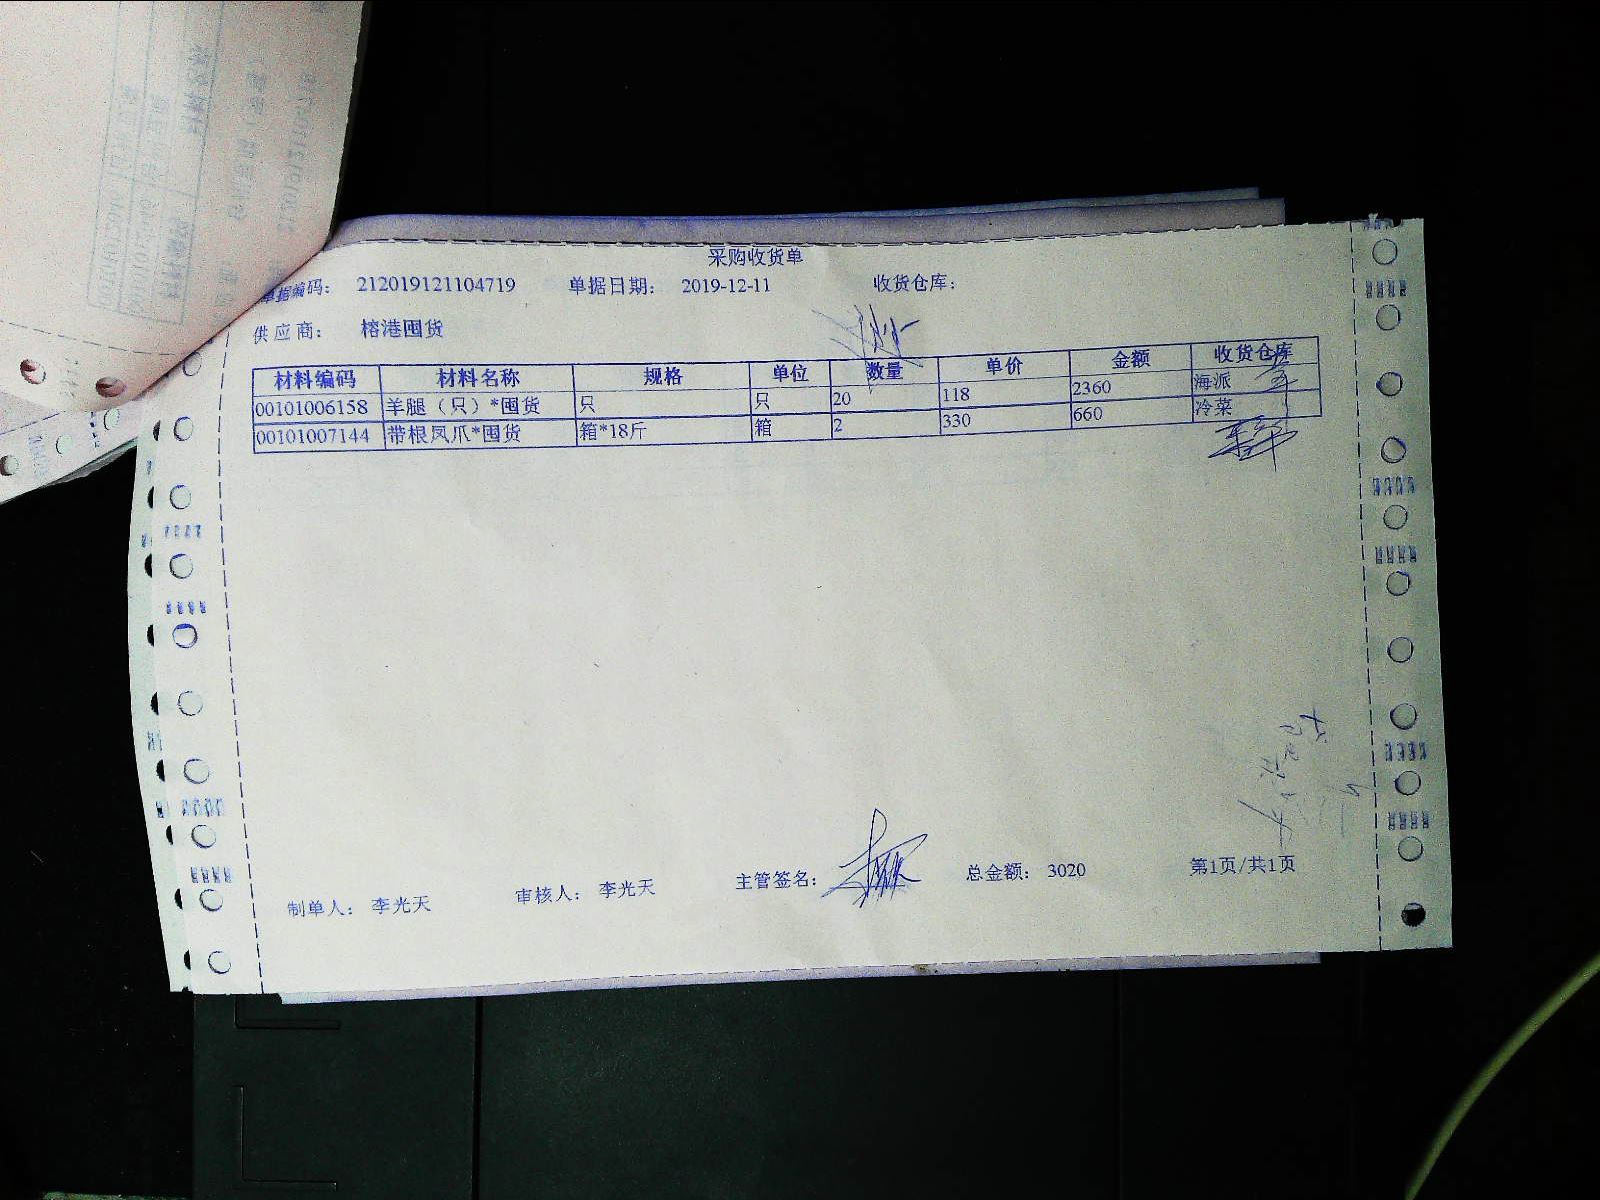 采购收货单
单据编码： 212019121104719 单据日期： 2019-12-11 收货仓库：
供应商： 榕港囤货
材料编码 材料名称 规格 单位 数量 单价 金额 收货仓库
00101006158 羊腿（只）*囤货 只 只 20 118 2360 海派
00101007144 带根凤爪*囤货 箱*18斤 箱 2 330 660 冷菜
制单人： 李光天 审核人： 李光天 主管签名： 总金额： 3020 第1页/共1页